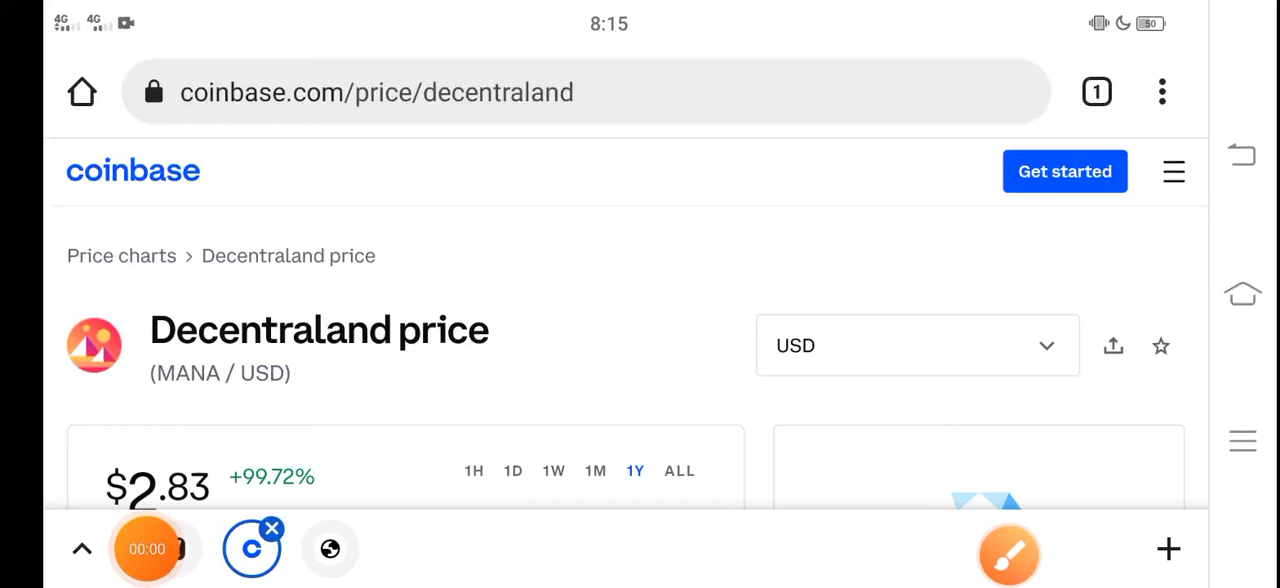 4G 4G 8:15 50
coinbase.com/price/decentraland 1
coinbase Get started
Price charts > Decentraland price
Decentraland price
(MANA / USD)
USD
$2.83 +99.72% 1H 1D 1W 1M 1Y ALL
00:00